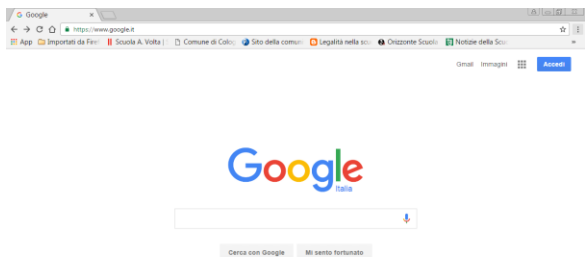 Google
https://www.google.it
App Importati da Fire Scuola A. Volta | Comune di Colo Sito della comun Legalità nella scu Orizzonte Scuola Notizie della Scu »
Gmail Immagini Accedi
Google
Italia
Cerca con Google Mi sento fortunato